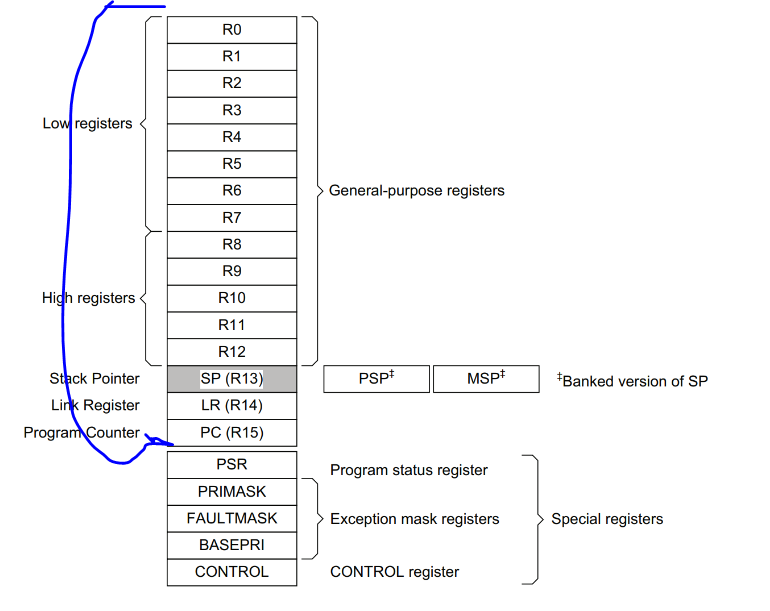 R0
R1
R2
R3
Low registers
R4
R5
R6
General-purpose registers
R7
R8
R9
High registers
R10
R11
R12
Stack Pointer
SP (R13)
PSP‡
MSP‡
‡Banked version of SP
Link Register
LR (R14)
Program Counter
PC (R15)
PSR
Program status register
PRIMASK
FAULTMASK
Exception mask registers
Special registers
BASEPRI
CONTROL
CONTROL register